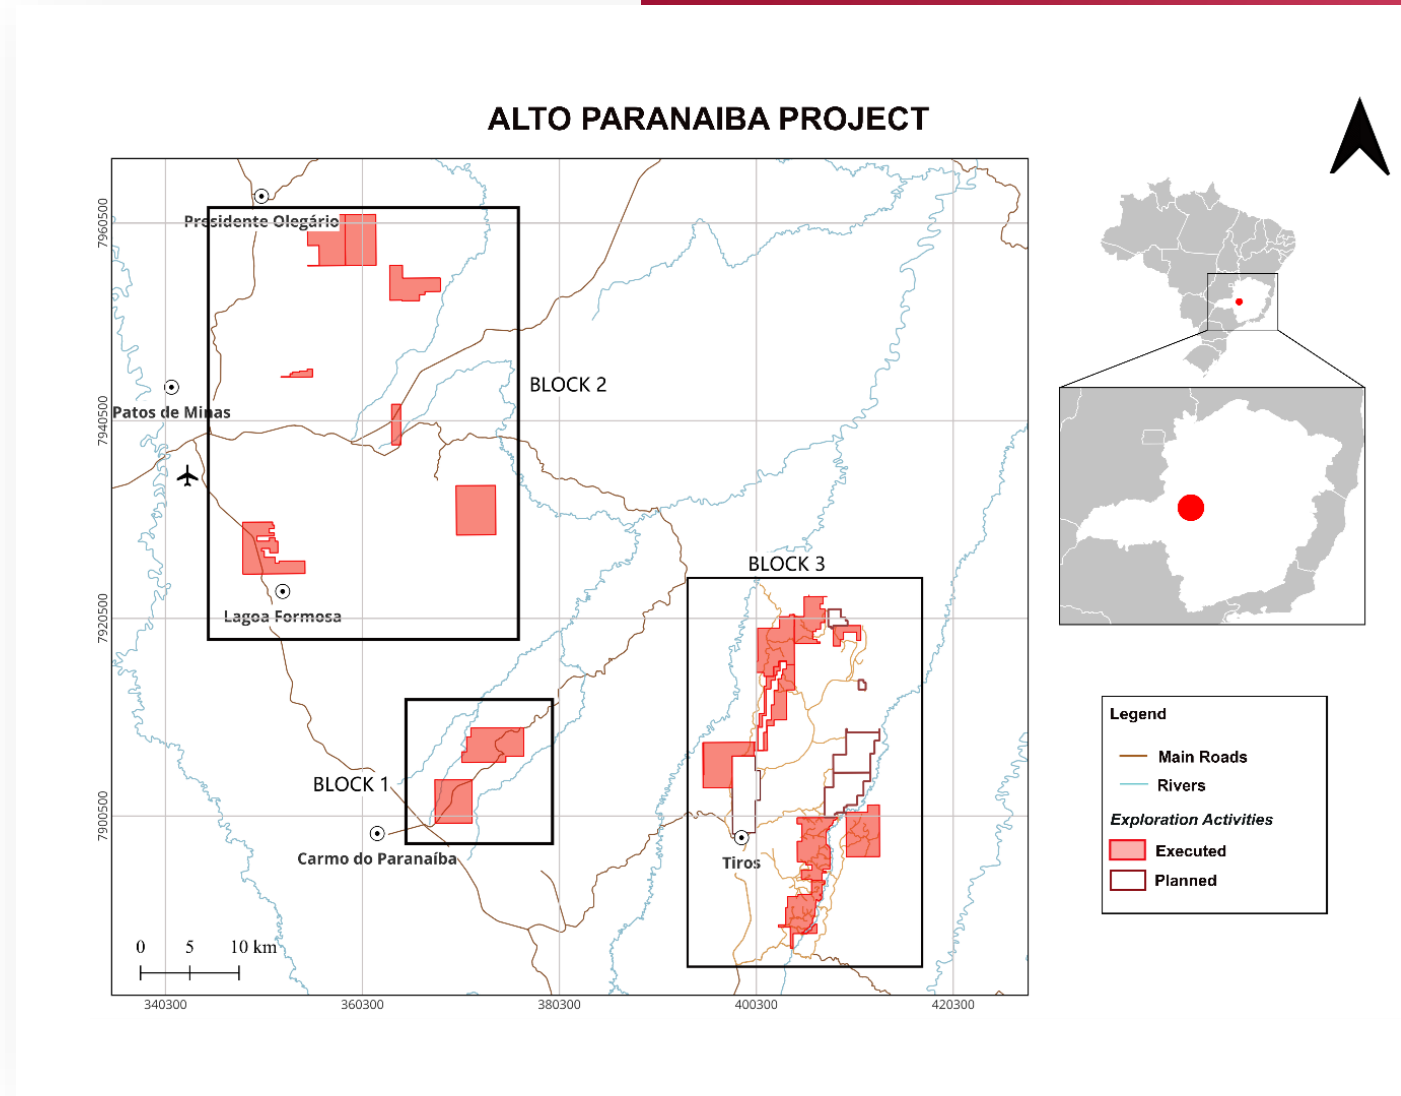 ALTO PARANAIBA PROJECT
7960500
7940500
7920500
7900500
Presidente Olegário
Patos de Minas
BLOCK 2
Lagoa Formosa
BLOCK 3
BLOCK 1
Carmo do Paranaíba
Tiros
0 5 10 km
340300 360300 380300 400300 420300
Legend
Main Roads
Rivers
Exploration Activities
Executed
Planned